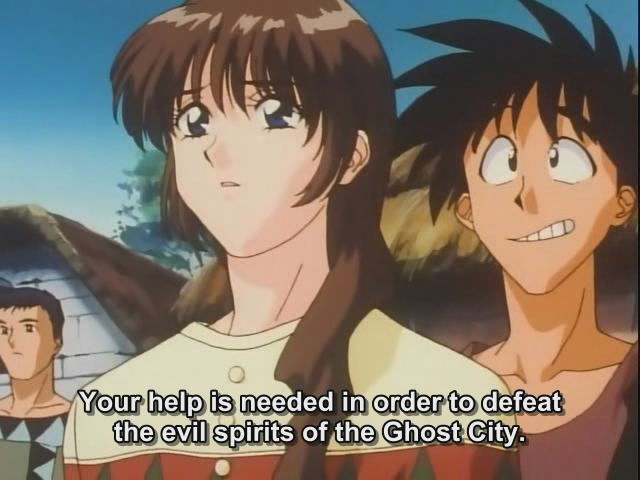 Your help is needed in order to defeat
the evil spirits of the Ghost City.